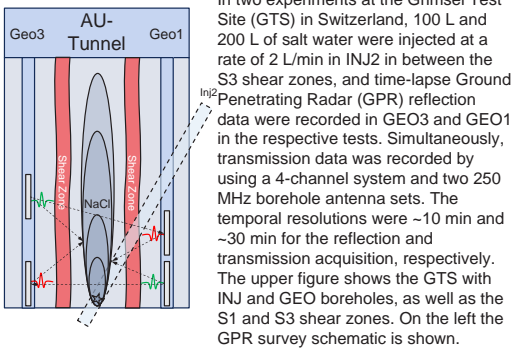 AU-
Tunnel
Geo3
Geo1
Inj2
Shear Zone
Shear Zone
NaCl
In two experiments at the Grimsel Test
Site (GTS) in Switzerland, 100 L and
200 L of salt water were injected at a
rate of 2 L/min in INJ2 in between the
S3 shear zones, and time-lapse Ground
Penetrating Radar (GPR) reflection
data were recorded in GEO3 and GEO1
in the respective tests. Simultaneously,
transmission data was recorded by
using a 4-channel system and two 250
MHz borehole antenna sets. The
temporal resolutions were ~10 min and
~30 min for the reflection and
transmission acquisition, respectively.
The upper figure shows the GTS with
INJ and GEO boreholes, as well as the
S1 and S3 shear zones. On the left the
GPR survey schematic is shown.